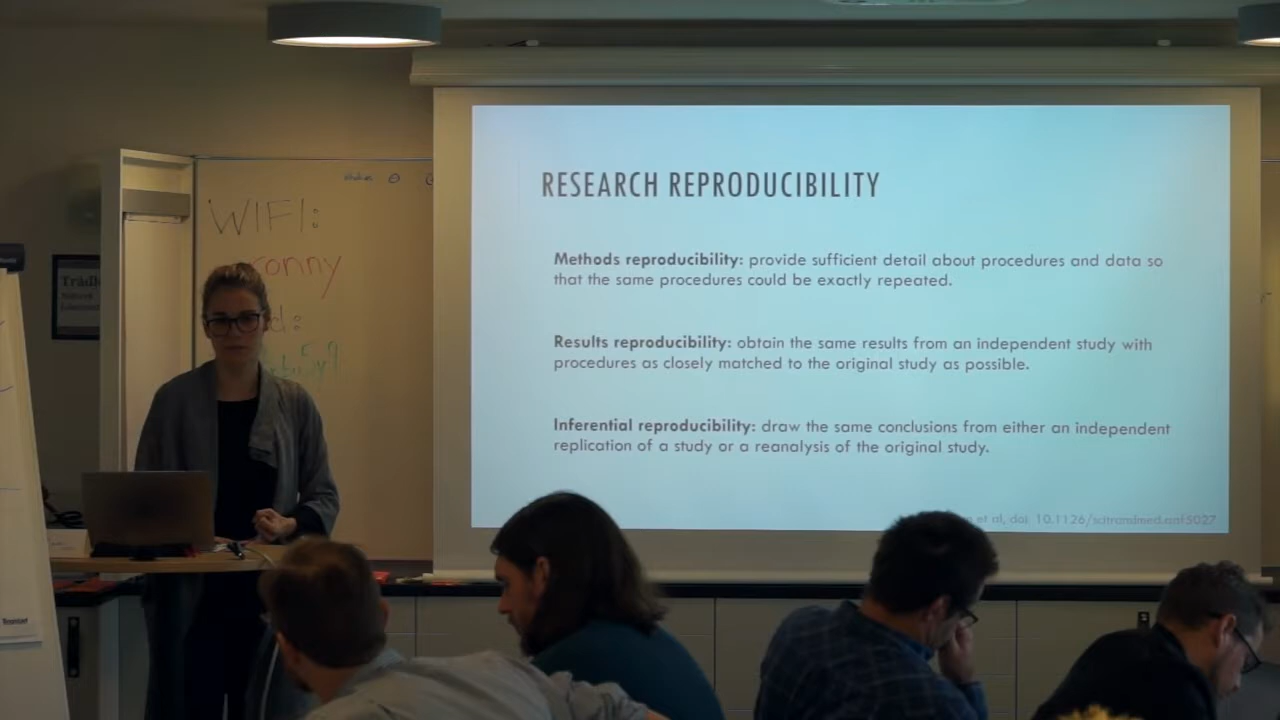 WIFI:
ronny
d:
RESEARCH REPRODUCIBILITY
Methods reproducibility: provide sufficient detail about procedures and data so
that the same procedures could be exactly repeated.
Results reproducibility: obtain the same results from an independent study with
procedures as closely matched to the original study as possible.
Inferential reproducibility: draw the same conclusions from either an independent
replication of a study or a reanalysis of the original study.
et al, doi: 10.1126/scitranslmed.aaf5027